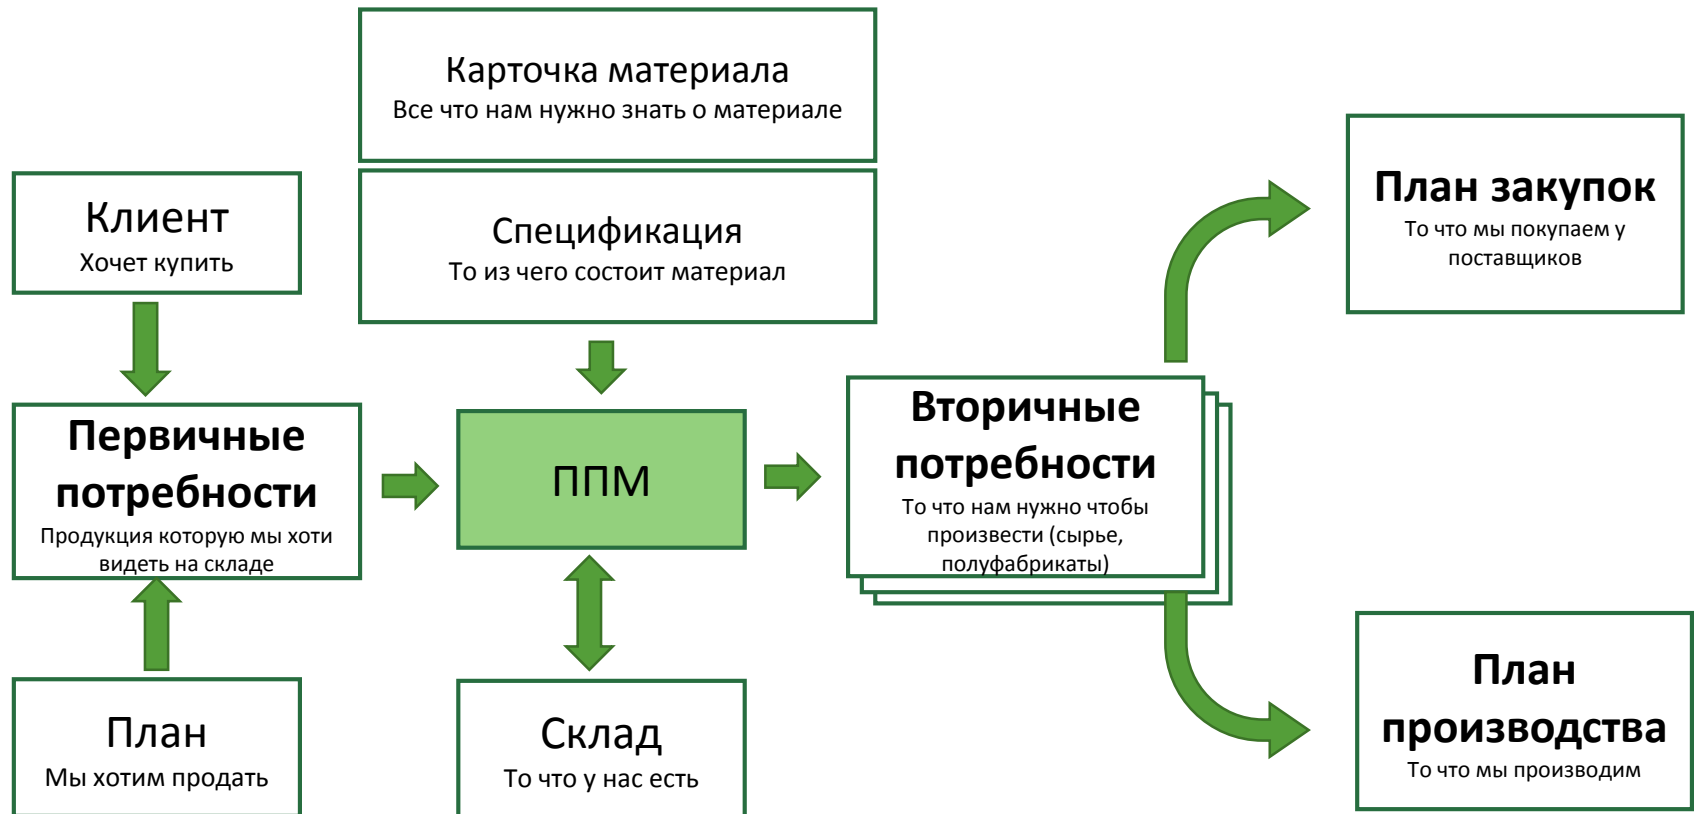 Карточка материала
Все что нам нужно знать о материале
Клиент
Хочет купить
Спецификация
То из чего состоит материал
План закупок
То что мы покупаем у
поставщиков
Первичные
потребности
Продукция которую мы хоти
видеть на складе
ППМ
Вторичные
потребности
То что нам нужно чтобы
произвести (сырье,
полуфабрикаты)
План
Мы хотим продать
Склад
То что у нас есть
План
производства
То что мы производим